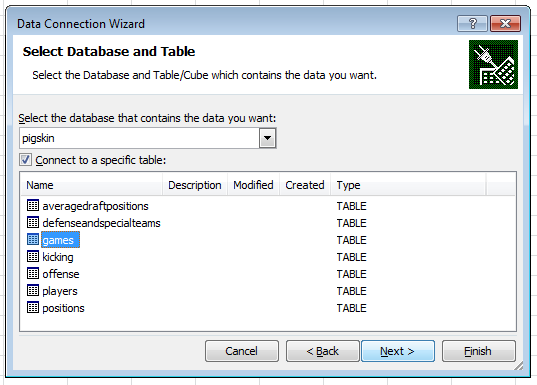 Data Connection Wizard
Select Database and Table
Select the Database and Table/Cube which contains the data you want.
Select the database that contains the data you want:
pigskin
Connect to a specific table:
Name Description Modified Created Type
averagedraftpositions TABLE
defenseandspecialteams TABLE
games TABLE
kicking TABLE
offense TABLE
players TABLE
positions TABLE
Cancel < Back Next > Finish